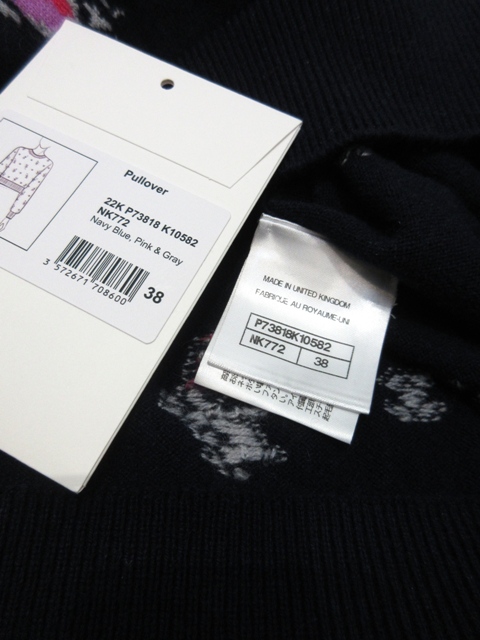 Pullover
22K P73818 K10582
NK772
Navy Blue, Pink & Gray
3 572671 708600
38
MADE IN UNITED KINGDOM
FABRIQUE AU ROYAUME-UNI
P73818K10582
NK772 38